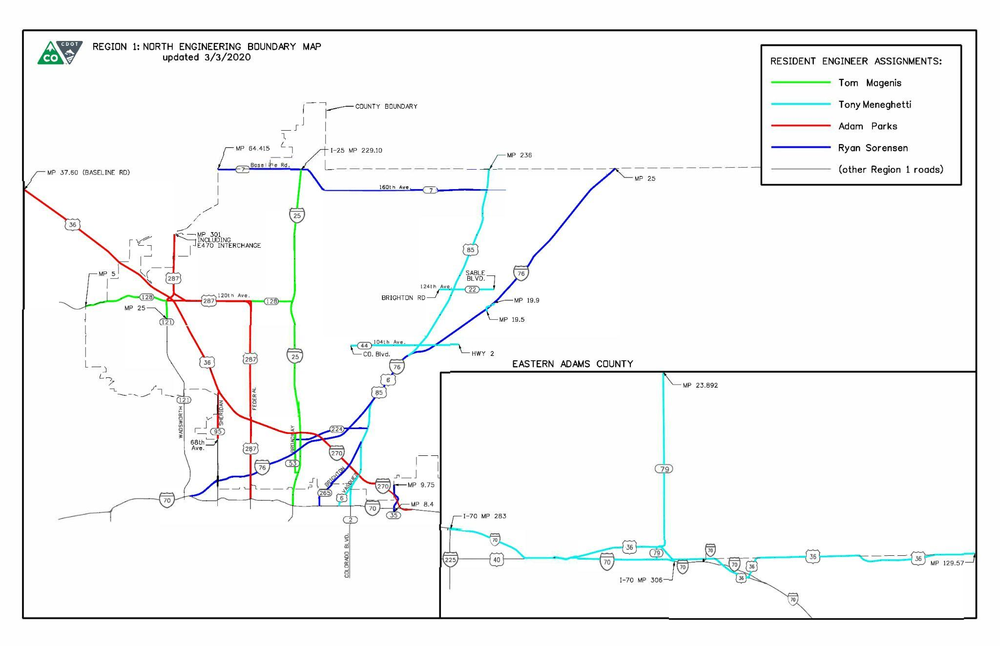 CO
CDOT
REGION 1: NORTH ENGINEERING BOUNDARY MAP
updated 3/3/2020
RESIDENT ENGINEER ASSIGNMENTS:
Tom Magenis
Tony Meneghetti
Adam Parks
Ryan Sorensen
(other Region 1 roads)
COUNTY BOUNDARY
MP 64.415
I-25 MP 229.10
MP 236
Baseline Rd.
7
MP 37.60 (BASELINE RD)
MP 25
160th Ave.
7
25
36
MP 301
INCLUDING
E470 INTERCHANGE
85
SABLE
BLVD.
76
MP 5
287
124th Ave.
22
BRIGHTON RD
128
120th Ave.
287
128
MP 19.9
MP 25
121
MP 19.5
44
104th Ave.
CO. Blvd.
HWY 2
36
287
25
76
6
85
121
WADSWORTH
SHERIDAN
FEDERAL
95
68th
Ave.
224
BROADWAY
287
270
53
76
BRIGHTON
VASQUEZ
270
MP 9.75
265
6
70
70
MP 8.4
35
2
COLORADO BLVD.
EASTERN ADAMS COUNTY
MP 23.892
79
I-70 MP 283
70
36
79
70
225
40
70
70
I-70 MP 306
70
36
36
36
36
MP 129.57
70